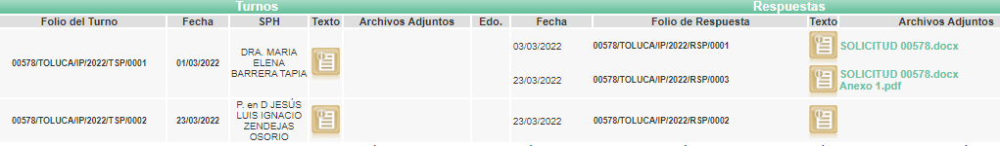 Turnos Respuestas
Folio del Turno Fecha SPH Texto Archivos Adjuntos Edo. Fecha Folio de Respuesta Texto Archivos Adjuntos
00578/TOLUCA/IP/2022/TSP/0001 01/03/2022
DRA. MARIA
ELENA
BARRERA TAPIA
03/03/2022 00578/TOLUCA/IP/2022/RSP/0001 SOLICITUD 00578.docx
23/03/2022 00578/TOLUCA/IP/2022/RSP/0003 SOLICITUD 00578.docx
Anexo 1.pdf
00578/TOLUCA/IP/2022/TSP/0002 23/03/2022
P. en D JESÚS
LUIS IGNACIO
ZENDEJAS
OSORIO
23/03/2022 00578/TOLUCA/IP/2022/RSP/0002